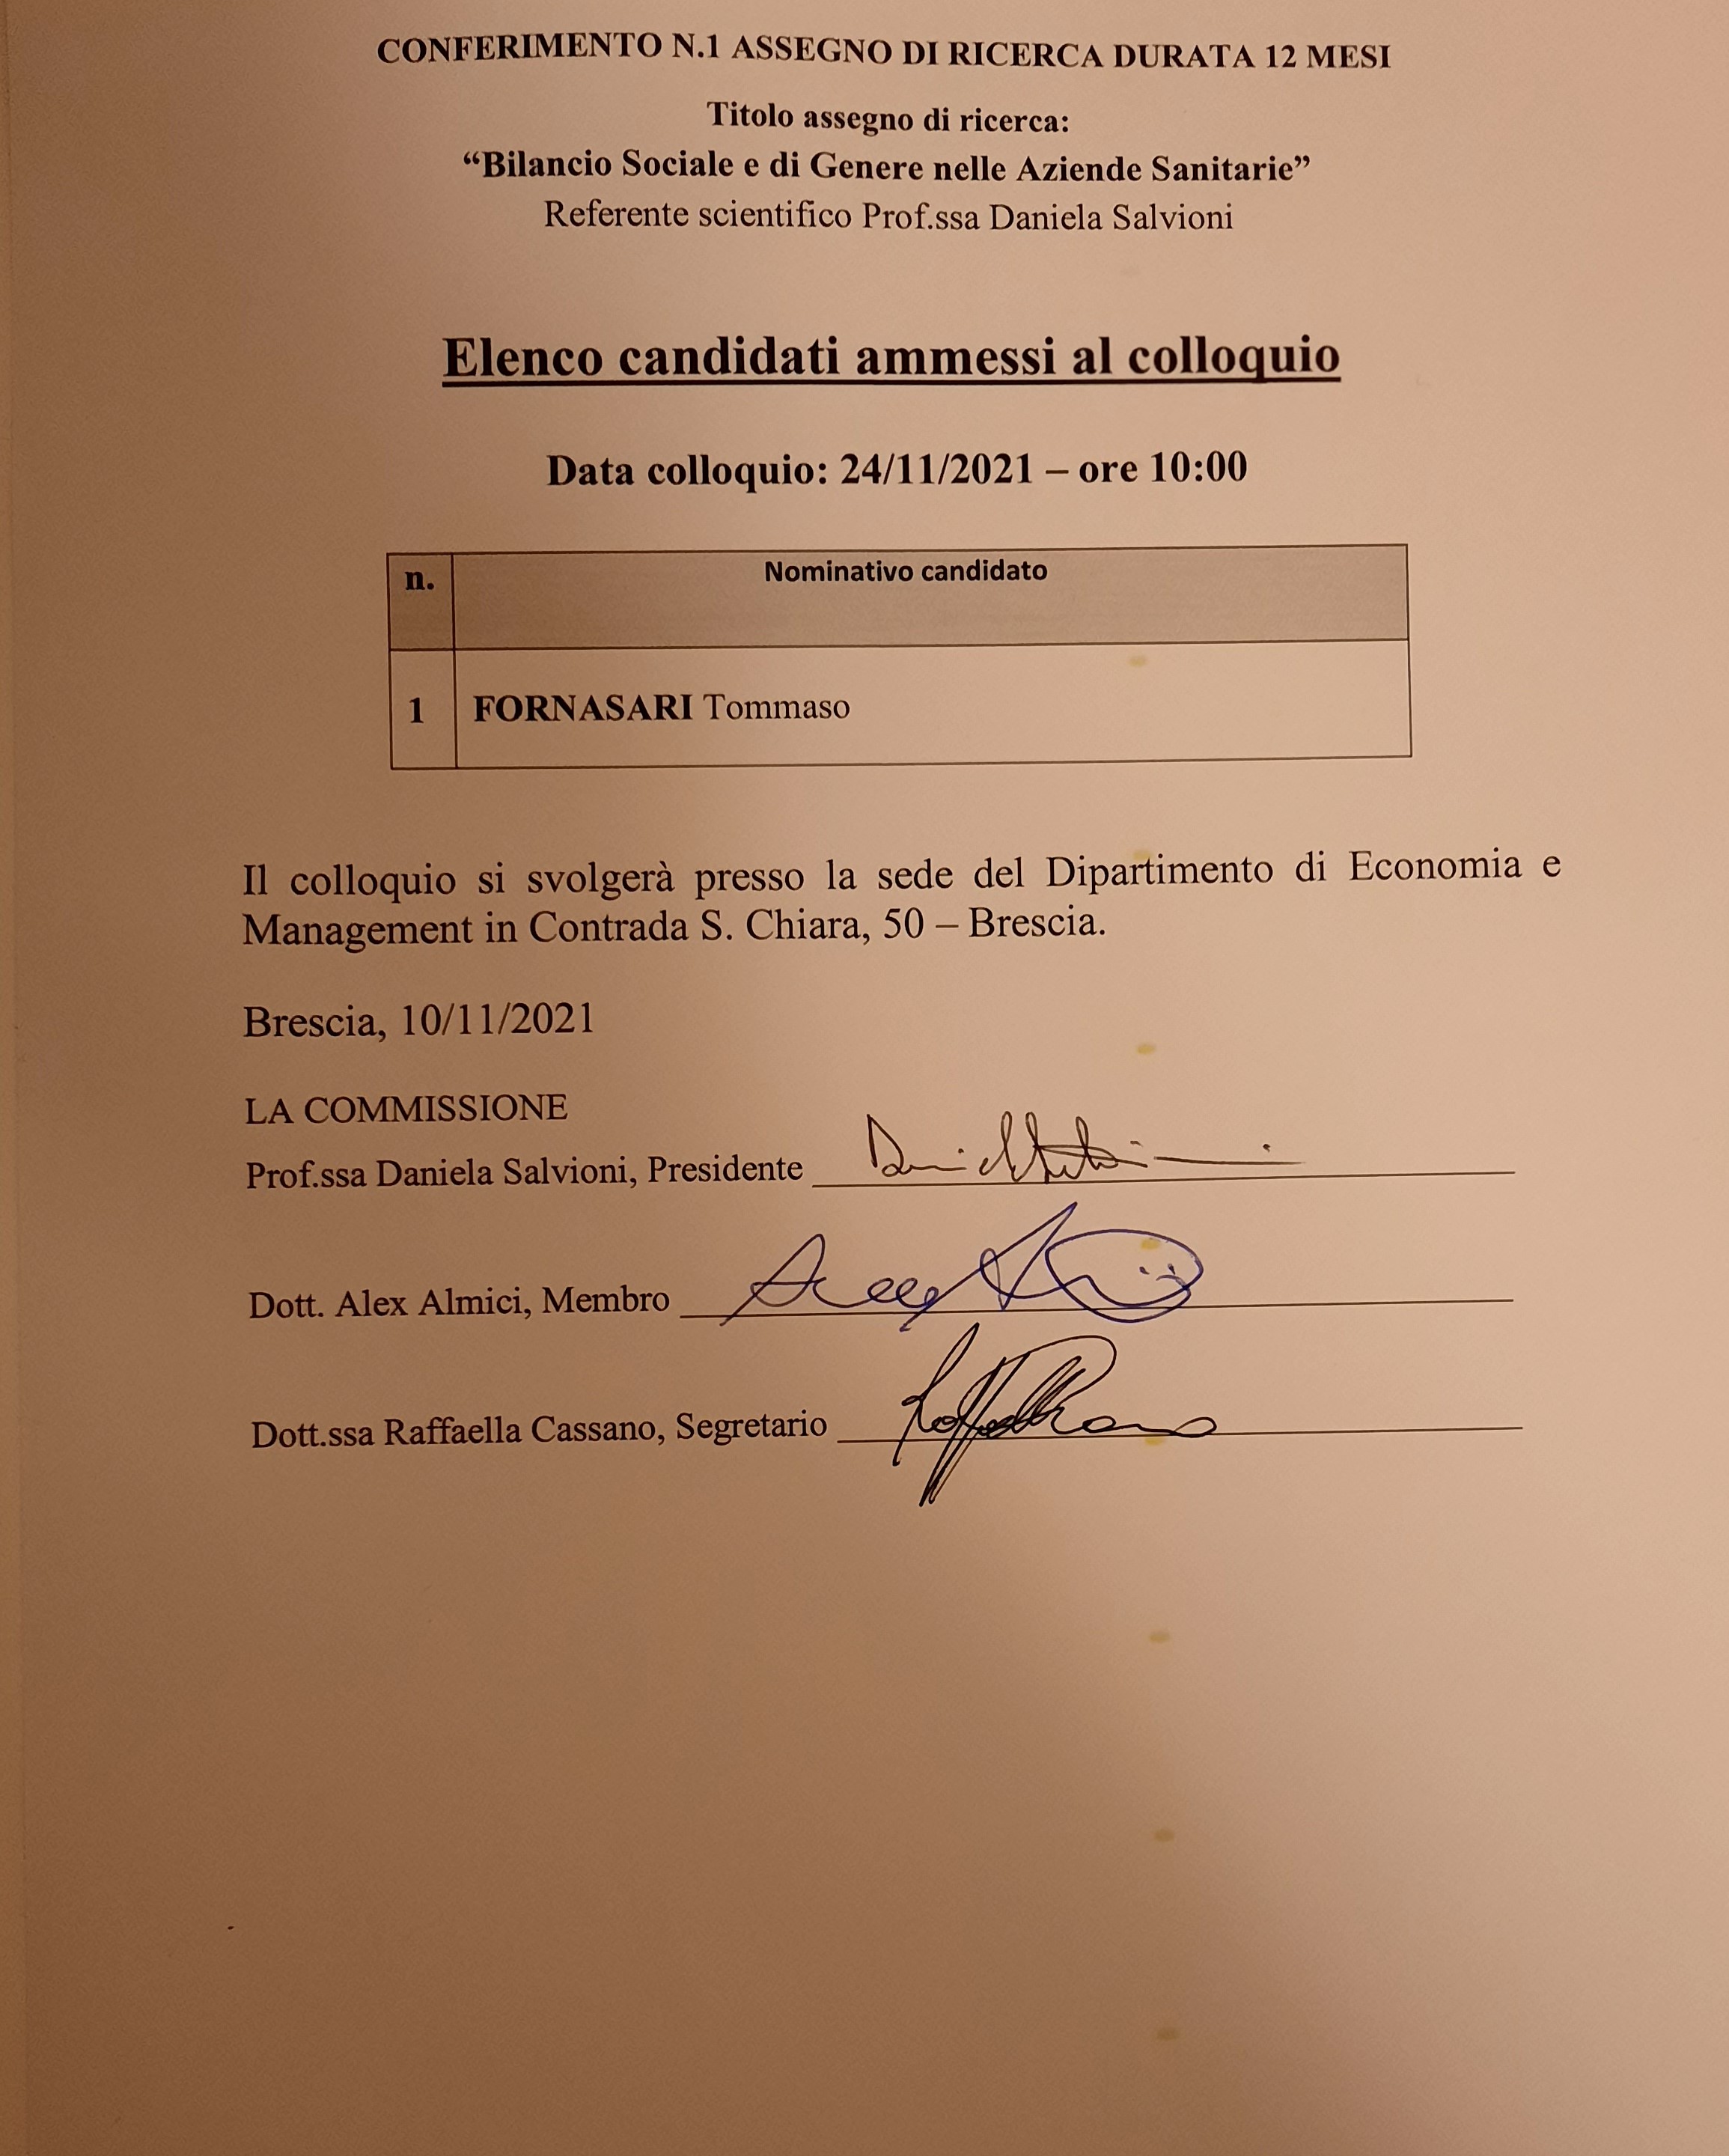 CONFERIMENTO N.1 ASSEGNO DI RICERCA DURATA 12 MESI
Titolo assegno di ricerca:
“Bilancio Sociale e di Genere nelle Aziende Sanitarie”
Referente scientifico Prof.ssa Daniela Salvioni
Elenco candidati ammessi al colloquio
Data colloquio: 24/11/2021 – ore 10:00
n. Nominativo candidato
1 FORNASARI Tommaso
Il colloquio si svolgerà presso la sede del Dipartimento di Economia e
Management in Contrada S. Chiara, 50 – Brescia.
Brescia, 10/11/2021
LA COMMISSIONE
Prof.ssa Daniela Salvioni, Presidente
Dott. Alex Almici, Membro
Dott.ssa Raffaella Cassano, Segretario